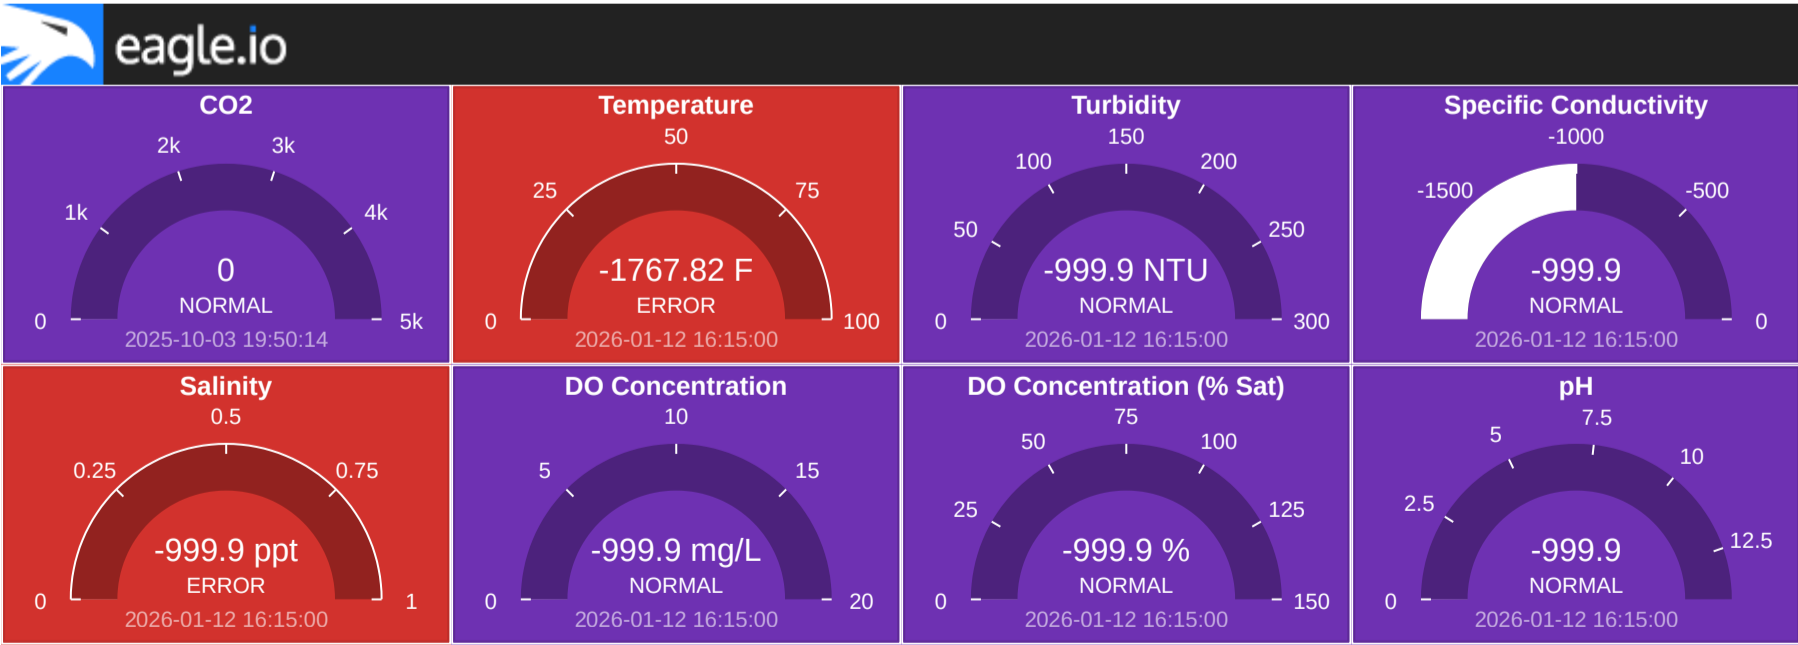 eagle.io
CO2
2k
3k
1k
4k
0
NORMAL
0
5k
2025-10-03 19:50:14
Temperature
50
25
75
-1767.82 F
ERROR
0
100
2026-01-12 16:15:00
Turbidity
150
100
200
50
250
-999.9 NTU
NORMAL
0
300
2026-01-12 16:15:00
Specific Conductivity
-1000
-1500
-500
-999.9
NORMAL
0
2026-01-12 16:15:00
Salinity
0.5
0.25
0.75
-999.9 ppt
ERROR
0
1
2026-01-12 16:15:00
DO Concentration
10
5
15
-999.9 mg/L
NORMAL
0
20
2026-01-12 16:15:00
DO Concentration (% Sat)
75
50
100
25
125
-999.9 %
NORMAL
0
150
2026-01-12 16:15:00
pH
7.5
5
10
2.5
12.5
-999.9
NORMAL
0
2026-01-12 16:15:00